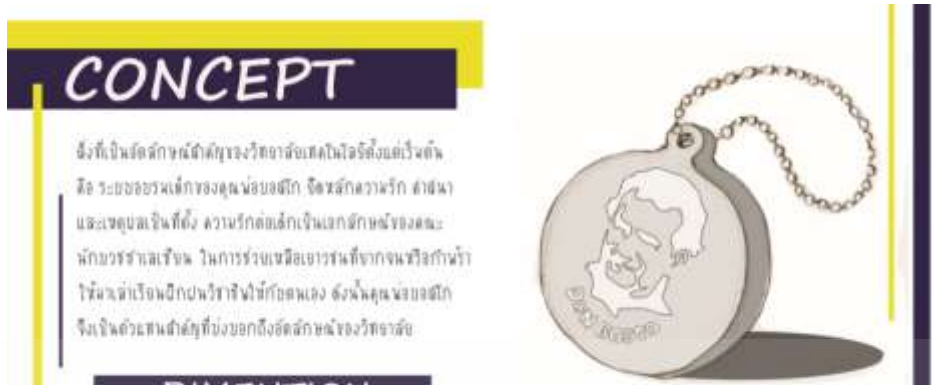 CONCEPT
สิ่งที่เป็นอัตลักษณ์สำคัญของวิทยาลัยเทคโนโลยีตั้งแต่เริ่มต้น
คือ ระบบอบรมเด็กของคุณพ่อบอสโก ยึดหลักความรัก ศาสนา
และเหตุผลเป็นที่ตั้ง ความรักต่อเด็กเป็นเอกลักษณ์ของคณะ
นักบวชซาเลเซียน ในการช่วยเหลือเยาวชนที่ยากจนหรือกำพร้า
ให้มาเล่าเรียนฝึกฝนวิชาชีพให้กับตนเอง ดังนั้นคุณพ่อบอสโก
จึงเป็นตัวแทนสำคัญที่บ่งบอกถึงอัตลักษณ์ของวิทยาลัย
DON BOSCO